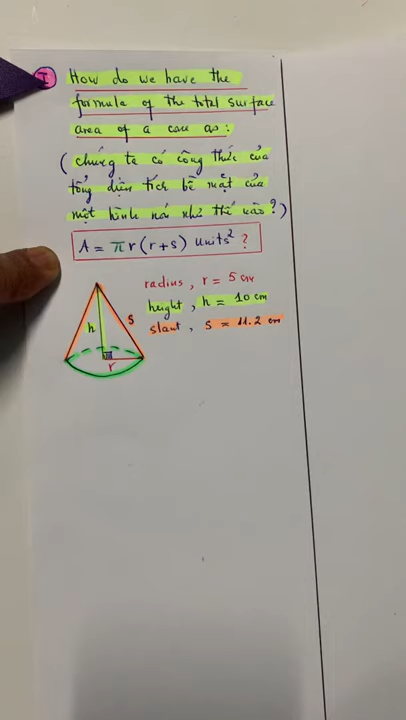 I How do we have the
formula of the total surface
area of a cone as:
(chúng ta có công thức của
tổng diện tích bề mặt của
một hình nón như thế nào?)
A = πr(r+s) units² ?
radius, r = 5 cm
height, h = 10 cm
slant, s ≈ 11.2 cm
h
s
r